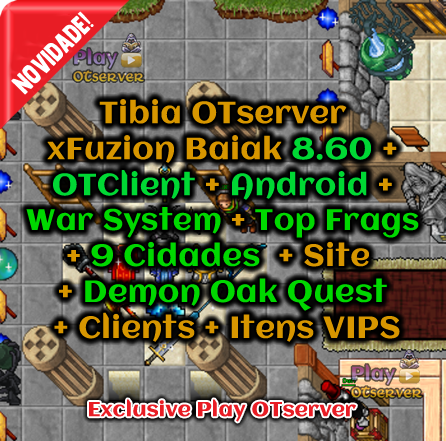 NOVIDADE!
Play
OTserver
Tibia OTserver
xFuzion Baiak 8.60 +
OTClient + Android +
War System + Top Frags
+ 9 Cidades + Site
+ Demon Oak Quest
+ Clients + Itens VIPS
Play
OTserver
Exclusive Play OTserver